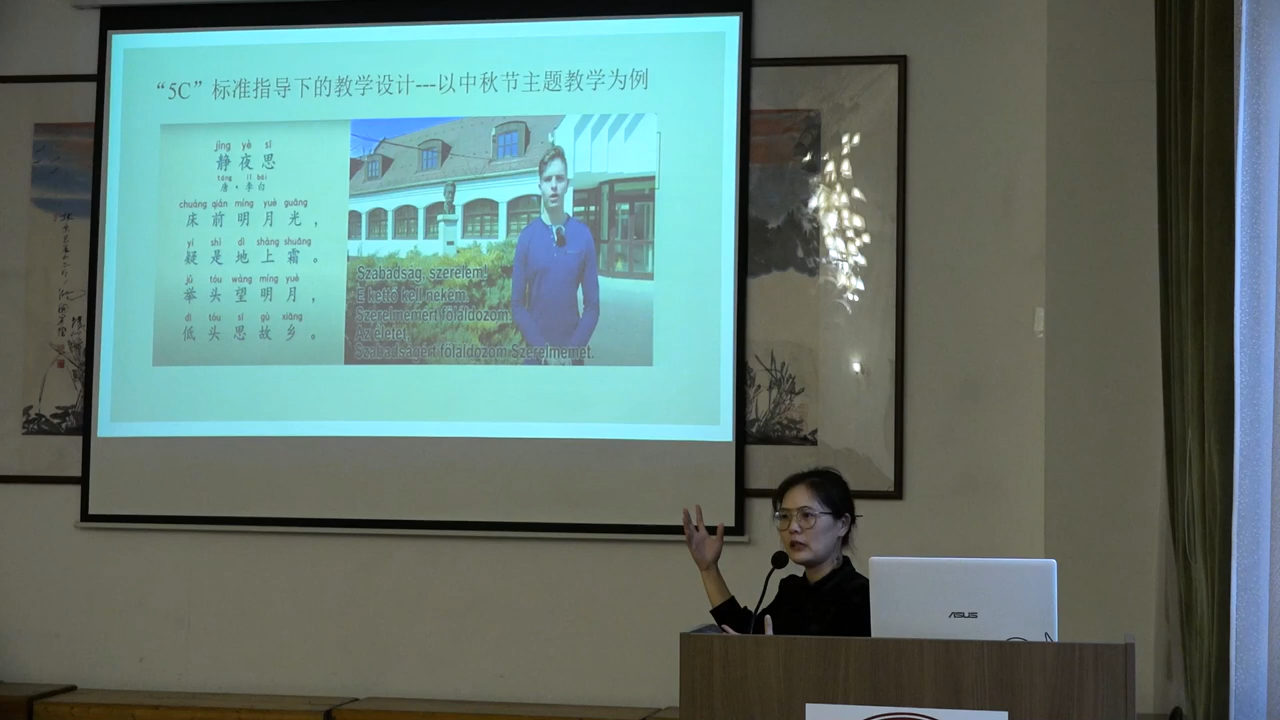 “5C”标准指导下的教学设计---以中秋节主题教学为例
jìng yè sī
静夜思
táng lǐ bái
唐·李白
chuáng qián míng yuè guāng
床前明月光，
yí shì dì shàng shuāng
疑是地上霜。
jǔ tóu wàng míng yuè
举头望明月，
dī tóu sī gù xiāng
低头思故乡。
Szabadság, szerelem!
E kettő kell nekem.
Szerelmemért föláldozom
Az életet,
Szabadságért föláldozom Szerelmemet.
ASUS